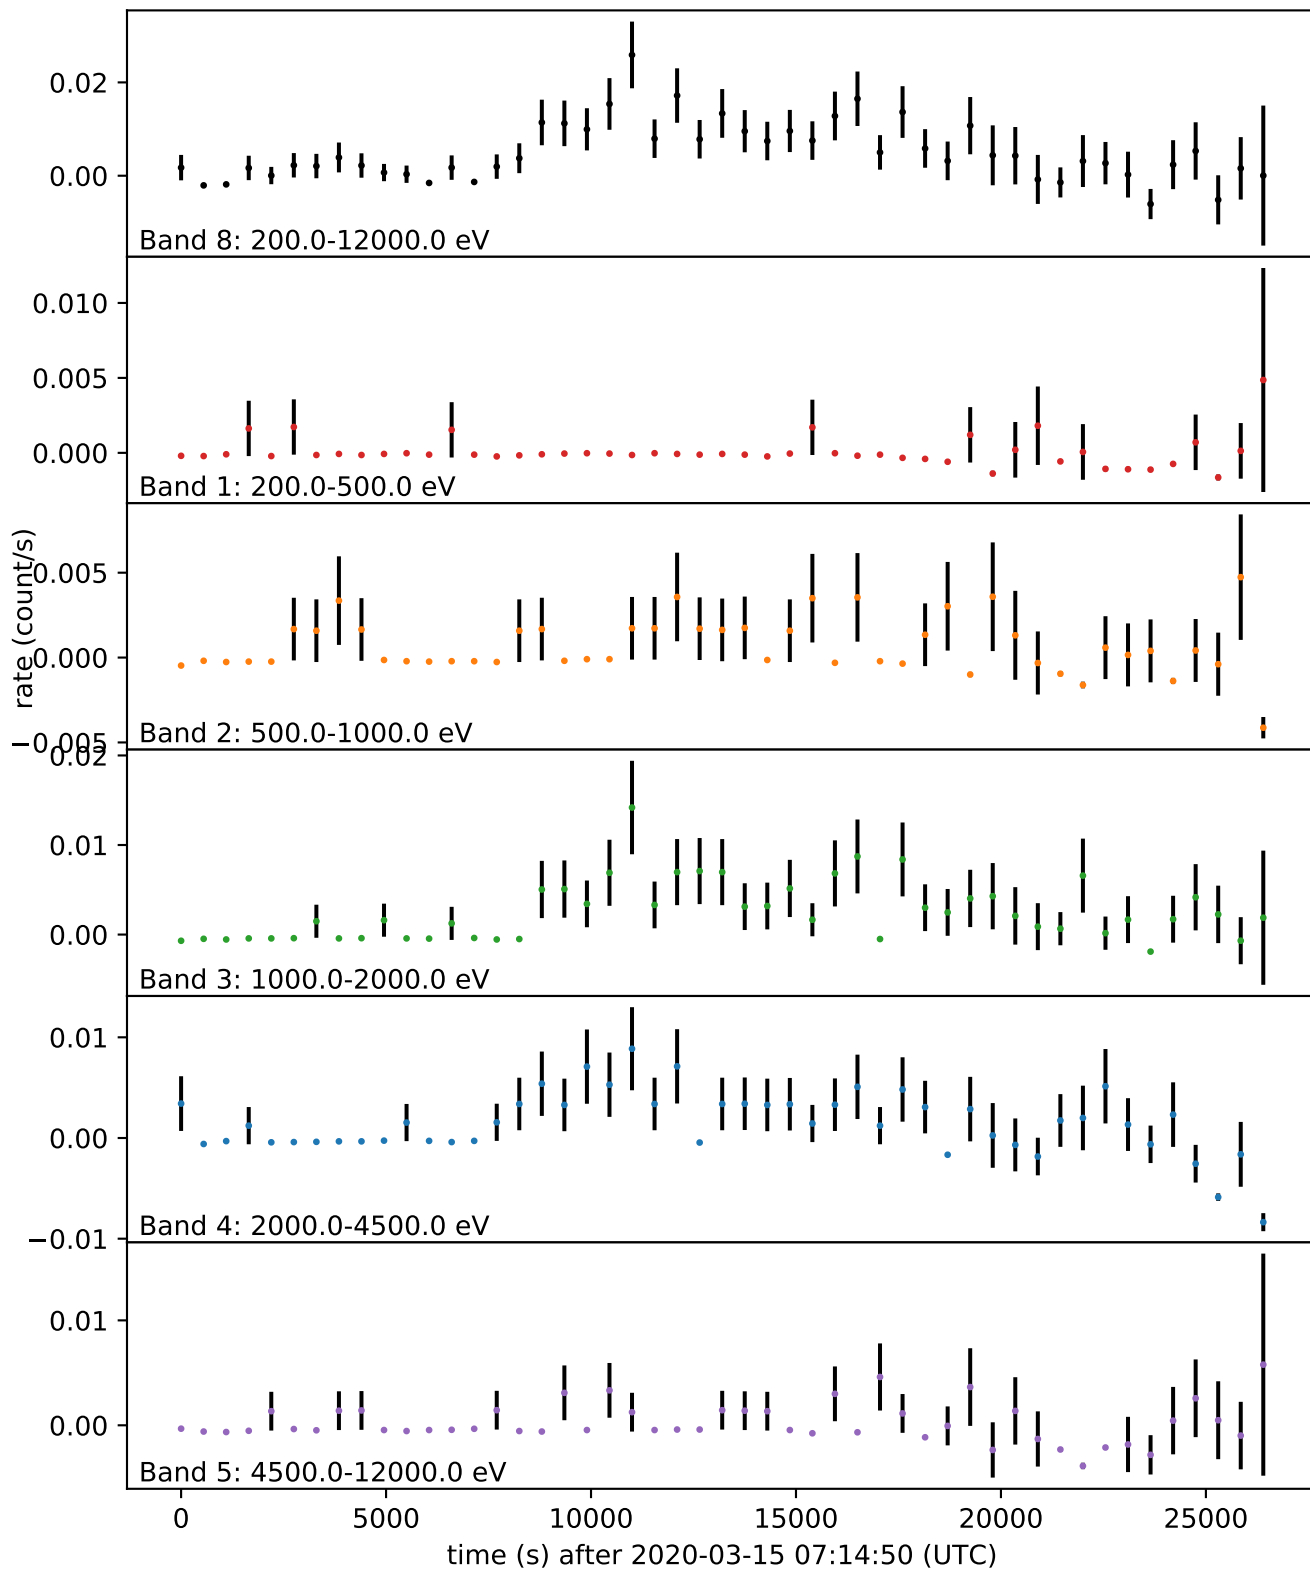 0.02
0.00
Band 8: 200.0-12000.0 eV
0.010
0.005
0.000
Band 1: 200.0-500.0 eV
rate (count/s)
0.005
0.000
−0.005
Band 2: 500.0-1000.0 eV
0.02
0.01
0.00
Band 3: 1000.0-2000.0 eV
0.01
0.00
−0.01
Band 4: 2000.0-4500.0 eV
0.01
0.00
Band 5: 4500.0-12000.0 eV
0 5000 10000 15000 20000 25000
time (s) after 2020-03-15 07:14:50 (UTC)